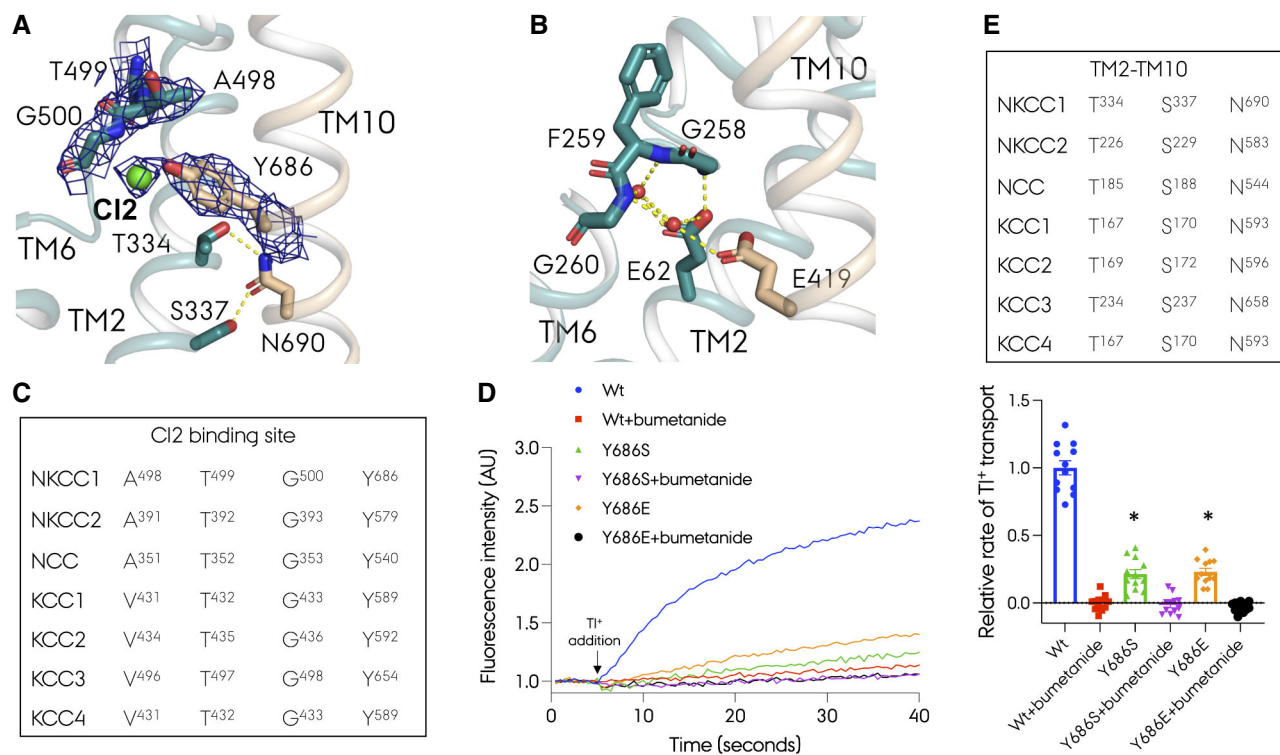 A
T499
A498
G500
TM10
Y686
Cl2
TM6
T334
TM2
S337
N690
B
TM10
F259
G258
G260
E62
E419
TM6
TM2
E
TM2-TM10
NKCC1 T³³⁴ S³³⁷ N⁶⁹⁰
NKCC2 T²²⁶ S²²⁹ N⁵⁸³
NCC T¹⁸⁵ S¹⁸⁸ N⁵⁴⁴
KCC1 T¹⁶⁷ S¹⁷⁰ N⁵⁹³
KCC2 T¹⁶⁹ S¹⁷² N⁵⁹⁶
KCC3 T²³⁴ S²³⁷ N⁶⁵⁸
KCC4 T¹⁶⁷ S¹⁷⁰ N⁵⁹³
C
Cl2 binding site
NKCC1 A⁴⁹⁸ T⁴⁹⁹ G⁵⁰⁰ Y⁶⁸⁶
NKCC2 A³⁹¹ T³⁹² G³⁹³ Y⁵⁷⁹
NCC A³⁵¹ T³⁵² G³⁵³ Y⁵⁴⁰
KCC1 V⁴³¹ T⁴³² G⁴³³ Y⁵⁸⁹
KCC2 V⁴³⁴ T⁴³⁵ G⁴³⁶ Y⁵⁹²
KCC3 V⁴⁹⁶ T⁴⁹⁷ G⁴⁹⁸ Y⁶⁵⁴
KCC4 V⁴³¹ T⁴³² G⁴³³ Y⁵⁸⁹
D
Wt
Wt+bumetanide
Y686S
Y686S+bumetanide
Y686E
Y686E+bumetanide
Fluorescence intensity (AU)
3.0
2.5
2.0
1.5
1.0
Tl⁺
addition
0 10 20 30 40
Time (seconds)
Relative rate of Tl⁺ transport
1.5
1.0
0.5
0.0
* *
Wt
Wt+bumetanide
Y686S
Y686S+bumetanide
Y686E
Y686E+bumetanide